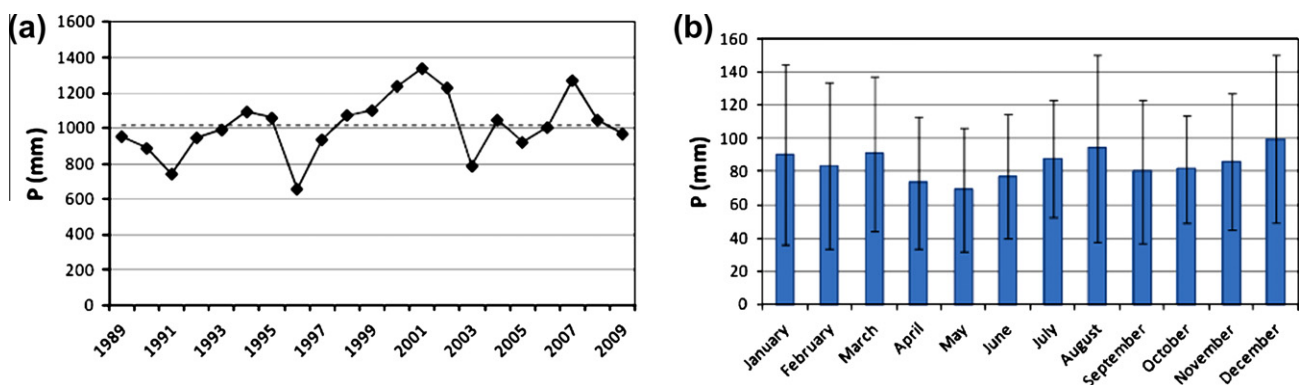 (a)
P (mm)
1600
1400
1200
1000
800
600
400
200
0
1989
1991
1993
1995
1997
1999
2001
2003
2005
2007
2009
(b)
P (mm)
160
140
120
100
80
60
40
20
0
January
February
March
April
May
June
July
August
September
October
November
December